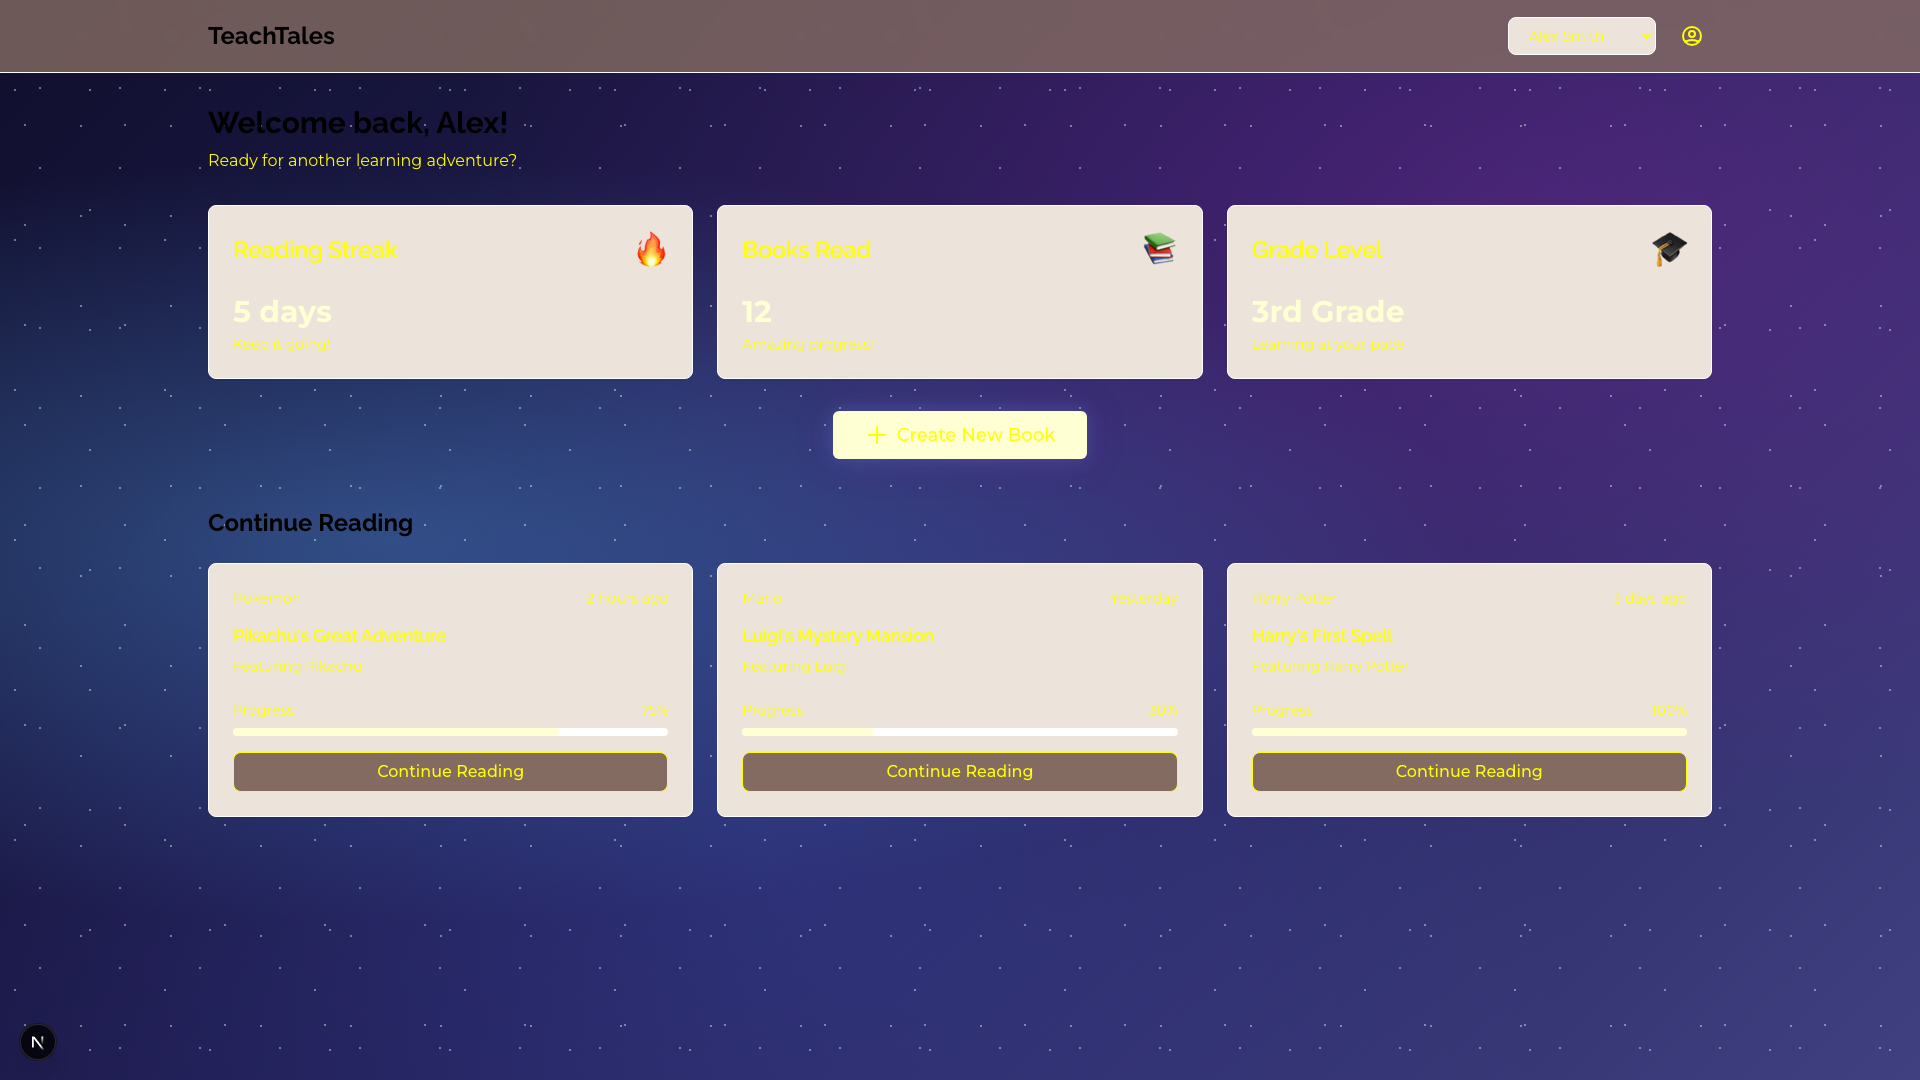 TeachTales
Alex Smith
Welcome back, Alex!
Ready for another learning adventure?
Reading Streak
5 days
Keep it going!
Books Read
12
Amazing progress!
Grade Level
3rd Grade
Learning at your pace
Create New Book
Continue Reading
Pokemon 2 hours ago
Pikachu's Great Adventure
Featuring Pikachu
Progress 75%
Continue Reading
Mario Yesterday
Luigi's Mystery Mansion
Featuring Luigi
Progress 30%
Continue Reading
Harry Potter 3 days ago
Harry's First Spell
Featuring Harry Potter
Progress 100%
Continue Reading
N